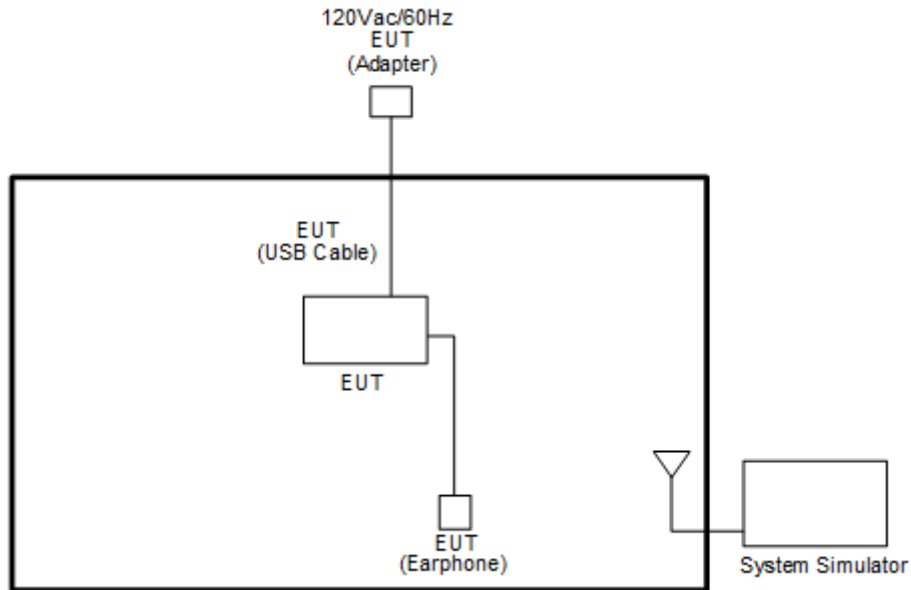 120Vac/60Hz
EUT
(Adapter)
EUT
(USB Cable)
EUT
EUT
(Earphone)
System Simulator